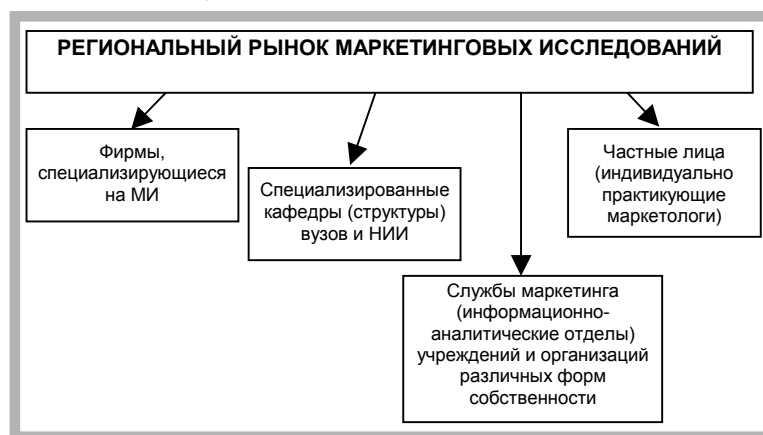 РЕГИОНАЛЬНЫЙ РЫНОК МАРКЕТИНГОВЫХ ИССЛЕДОВАНИЙ
Фирмы,
специализирующиеся
на МИ
Специализированные
кафедры (структуры)
вузов и НИИ
Службы маркетинга
(информационно-
аналитические отделы)
учреждений и организаций
различных форм
собственности
Частные лица
(индивидуально
практикующие
маркетологи)